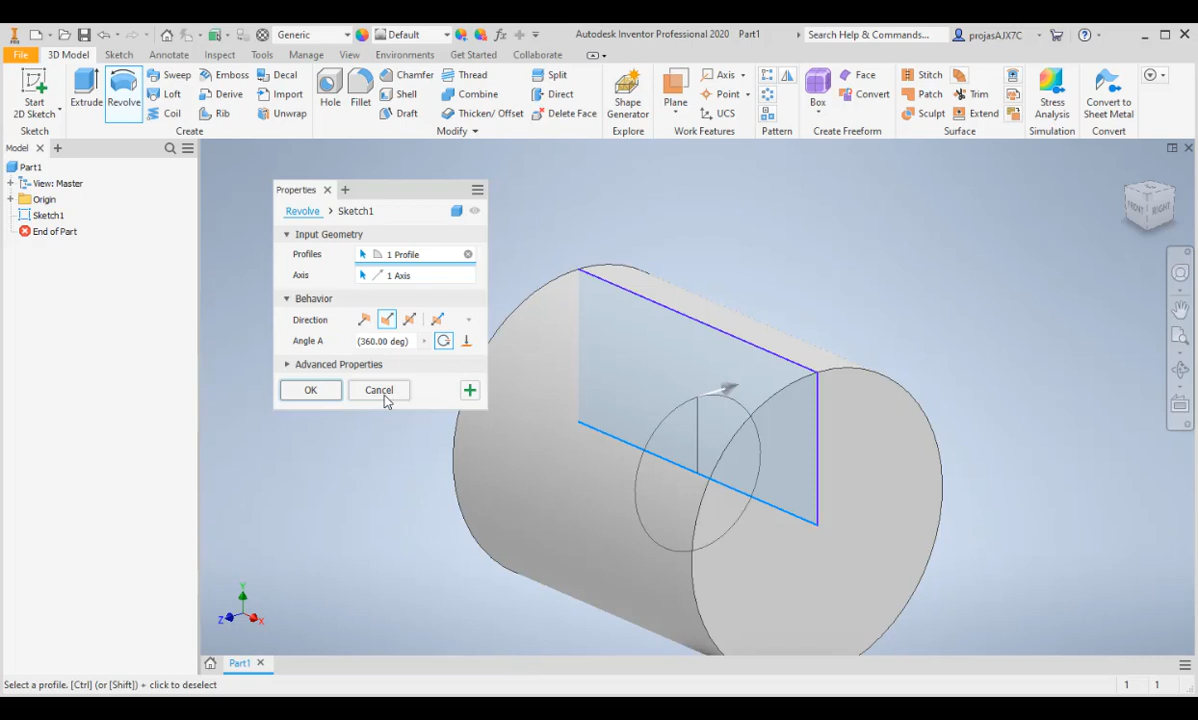 Generic
Default
Autodesk Inventor Professional 2020 Part1
Search Help & Commands...
projasAJX7C
File
3D Model
Sketch
Annotate
Inspect
Tools
Manage
View
Environments
Get Started
Collaborate
Start
2D Sketch
Extrude
Revolve
Sweep
Emboss
Decal
Loft
Derive
Import
Coil
Rib
Unwrap
Hole
Fillet
Chamfer
Thread
Split
Shell
Combine
Direct
Draft
Thicken/ Offset
Delete Face
Shape
Generator
Plane
Axis
Point
UCS
Box
Face
Convert
Stitch
Patch
Trim
Sculpt
Extend
Stress
Analysis
Convert to
Sheet Metal
Sketch
Create
Modify
Explore
Work Features
Pattern
Create Freeform
Surface
Simulation
Convert
Model
Part1
View: Master
Origin
Sketch1
End of Part
Properties
Revolve > Sketch1
Input Geometry
Profiles
1 Profile
Axis
1 Axis
Behavior
Direction
Angle A
(360.00 deg)
Advanced Properties
OK
Cancel
FRONT
RIGHT
Y
Z
X
Part1
Select a profile. [Ctrl] (or [Shift]) + click to deselect
1
1